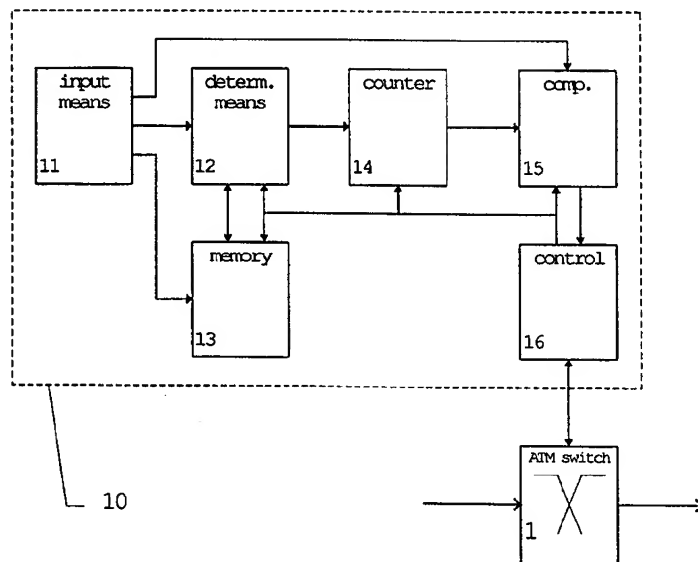 input
means
11
determ.
means
12
counter
14
comp.
15
memory
13
control
16
ATM switch
1
10